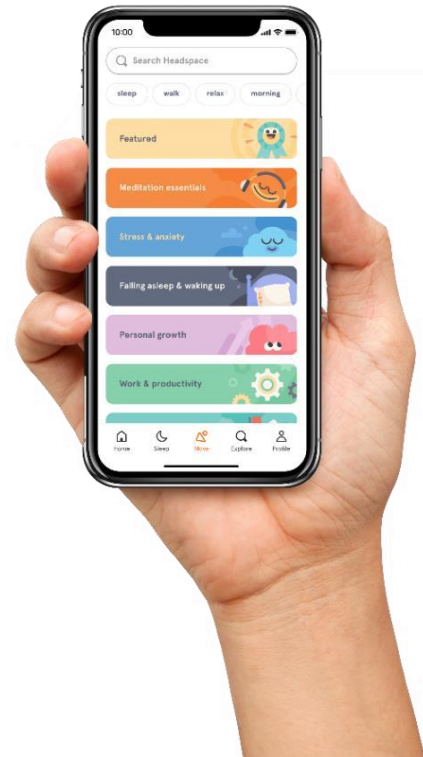 10:00
Search Headspace
sleep walk relax morning
Featured
Meditation essentials
Stress & anxiety
Falling asleep & waking up
Personal growth
Work & productivity
Home Sleep Move Explore Profile